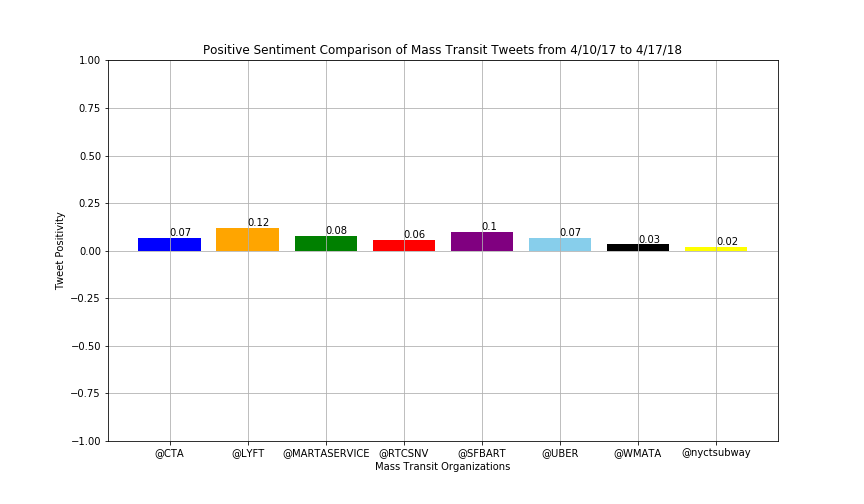 Positive Sentiment Comparison of Mass Transit Tweets from 4/10/17 to 4/17/18
1.00
0.75
0.50
0.25
0.00
−0.25
−0.50
−0.75
−1.00
Tweet Positivity
0.07
0.12
0.08
0.06
0.1
0.07
0.03
0.02
@CTA
@LYFT
@MARTASERVICE
@RTCSNV
@SFBART
@UBER
@WMATA
@nyctsubway
Mass Transit Organizations